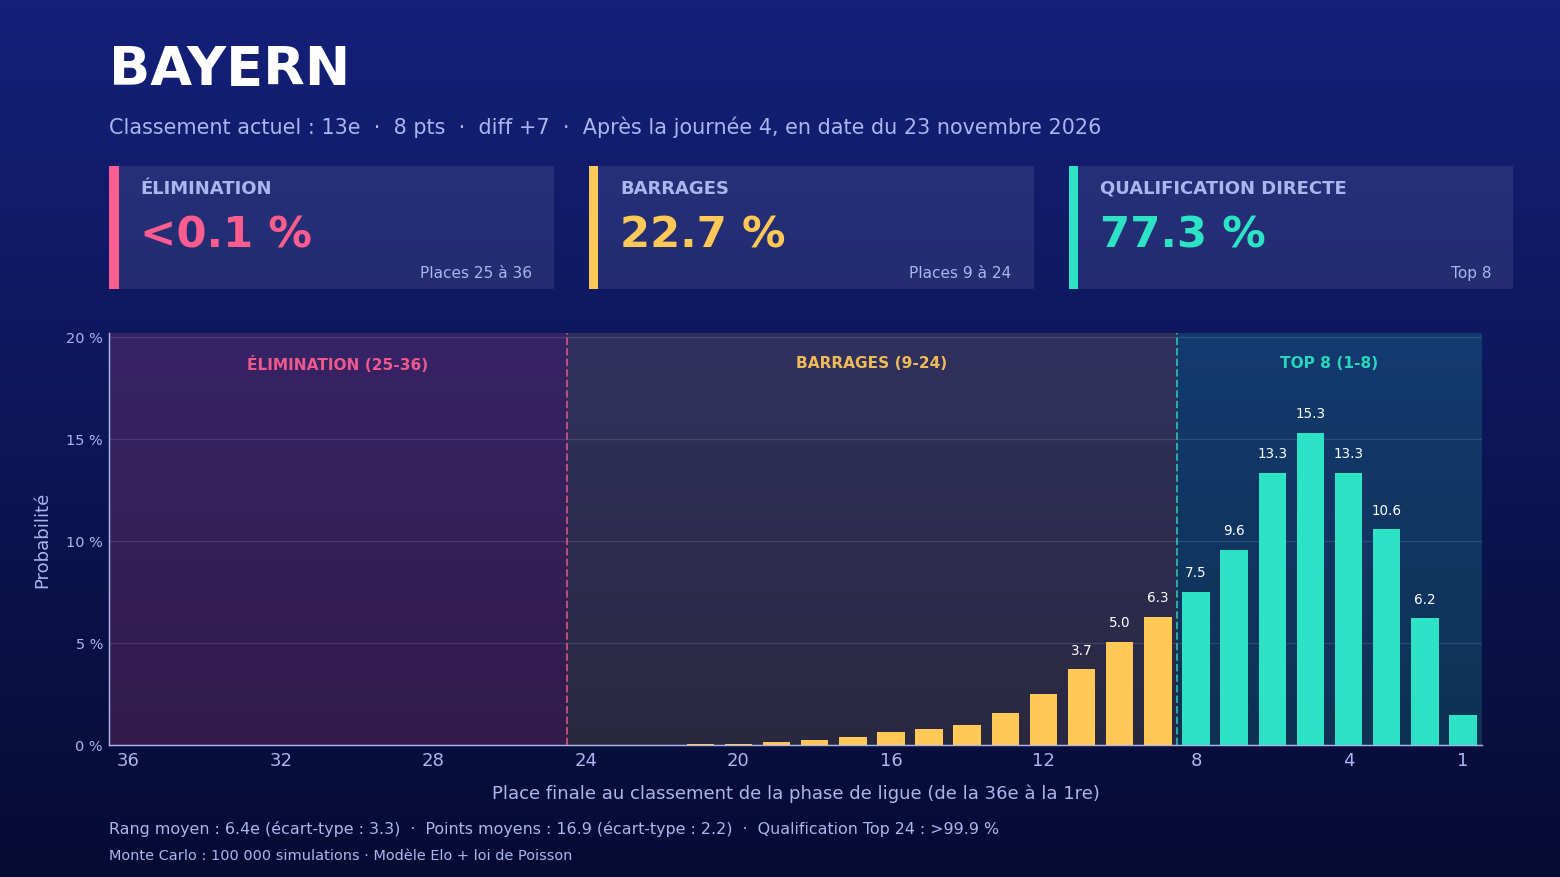 BAYERN
Classement actuel : 13e · 8 pts · diff +7 · Après la journée 4, en date du 23 novembre 2026
ÉLIMINATION
<0.1 %
Places 25 à 36
BARRAGES
22.7 %
Places 9 à 24
QUALIFICATION DIRECTE
77.3 %
Top 8
ÉLIMINATION (25-36)
BARRAGES (9-24)
TOP 8 (1-8)
20 %
15 %
10 %
5 %
0 %
Probabilité
3.7
5.0
6.3
7.5
9.6
13.3
15.3
13.3
10.6
6.2
36 32 28 24 20 16 12 8 4 1
Place finale au classement de la phase de ligue (de la 36e à la 1re)
Rang moyen : 6.4e (écart-type : 3.3) · Points moyens : 16.9 (écart-type : 2.2) · Qualification Top 24 : >99.9 %
Monte Carlo : 100 000 simulations · Modèle Elo + loi de Poisson